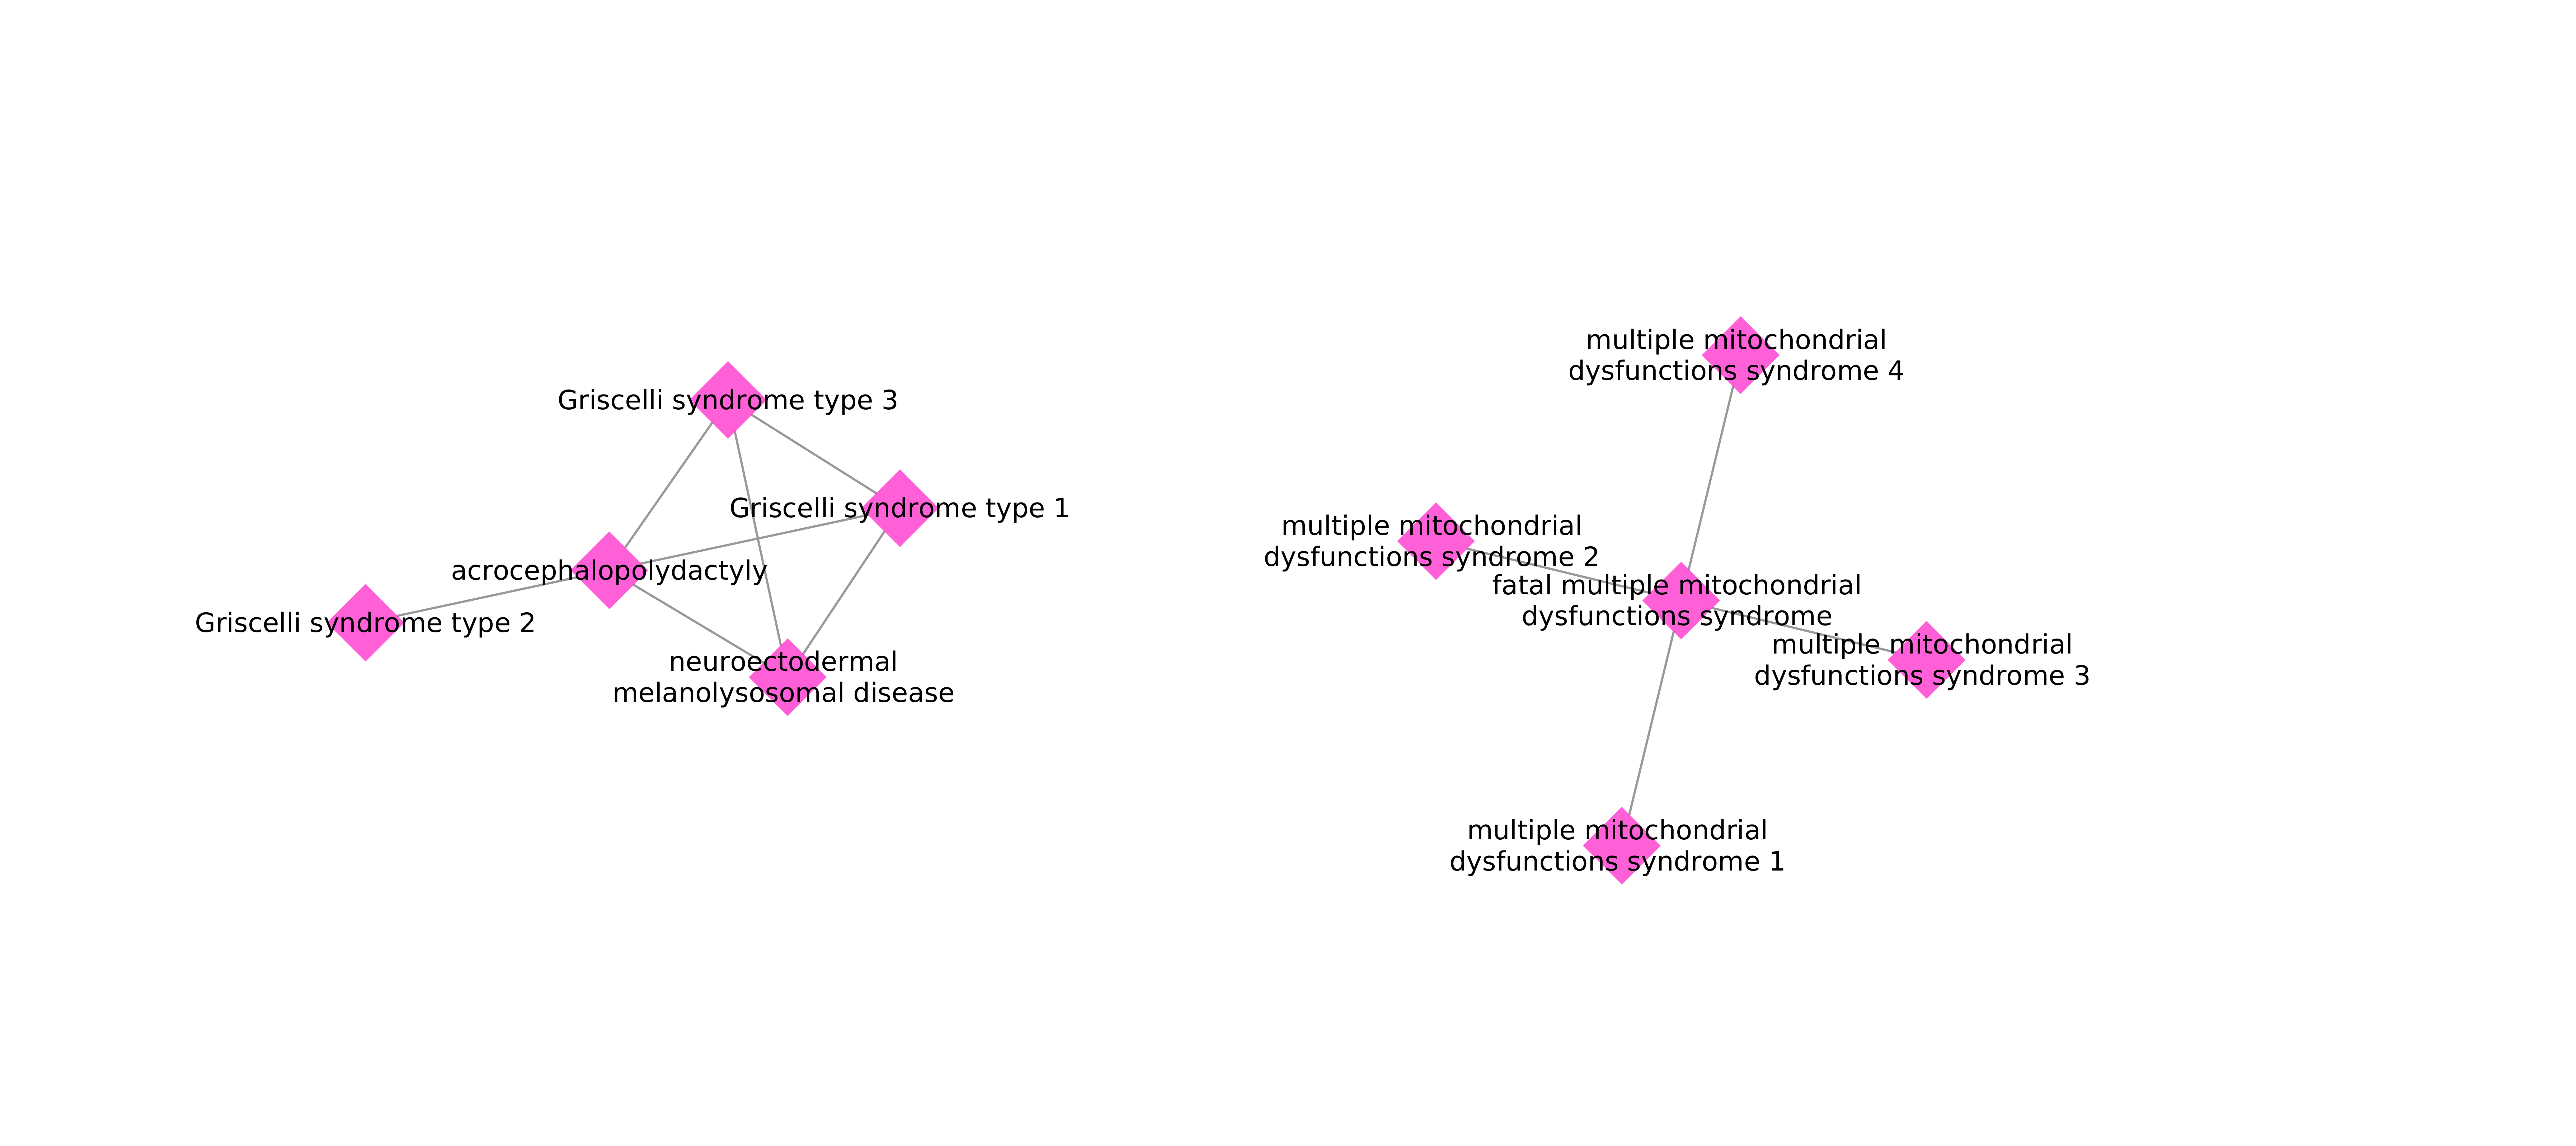 Griscelli syndrome type 3
Griscelli syndrome type 1
acrocephalopolydactyly
Griscelli syndrome type 2
neuroectodermal
melanolysosomal disease
multiple mitochondrial
dysfunctions syndrome 4
multiple mitochondrial
dysfunctions syndrome 2
fatal multiple mitochondrial
dysfunctions syndrome
multiple mitochondrial
dysfunctions syndrome 3
multiple mitochondrial
dysfunctions syndrome 1